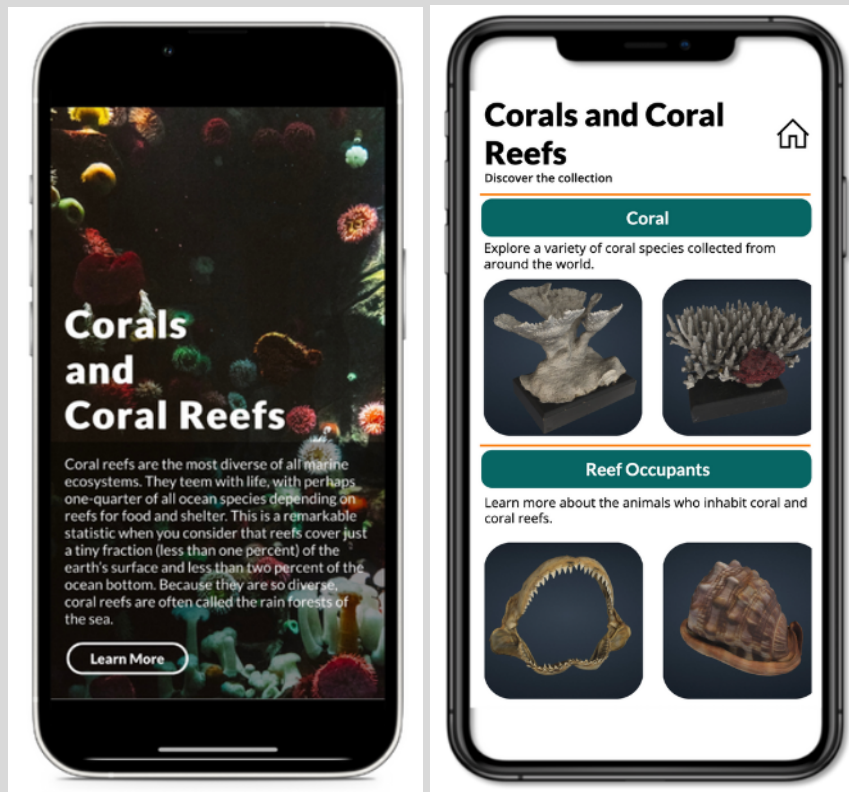 Corals
and
Coral Reefs
Coral reefs are the most diverse of all marine
ecosystems. They teem with life, with perhaps
one-quarter of all ocean species depending on
reefs for food and shelter. This is a remarkable
statistic when you consider that reefs cover just
a tiny fraction (less than one percent) of the
earth's surface and less than two percent of the
ocean bottom. Because they are so diverse,
coral reefs are often called the rain forests of
the sea.
Learn More
Corals and Coral
Reefs
Discover the collection
Coral
Explore a variety of coral species collected from
around the world.
Reef Occupants
Learn more about the animals who inhabit coral and
coral reefs.